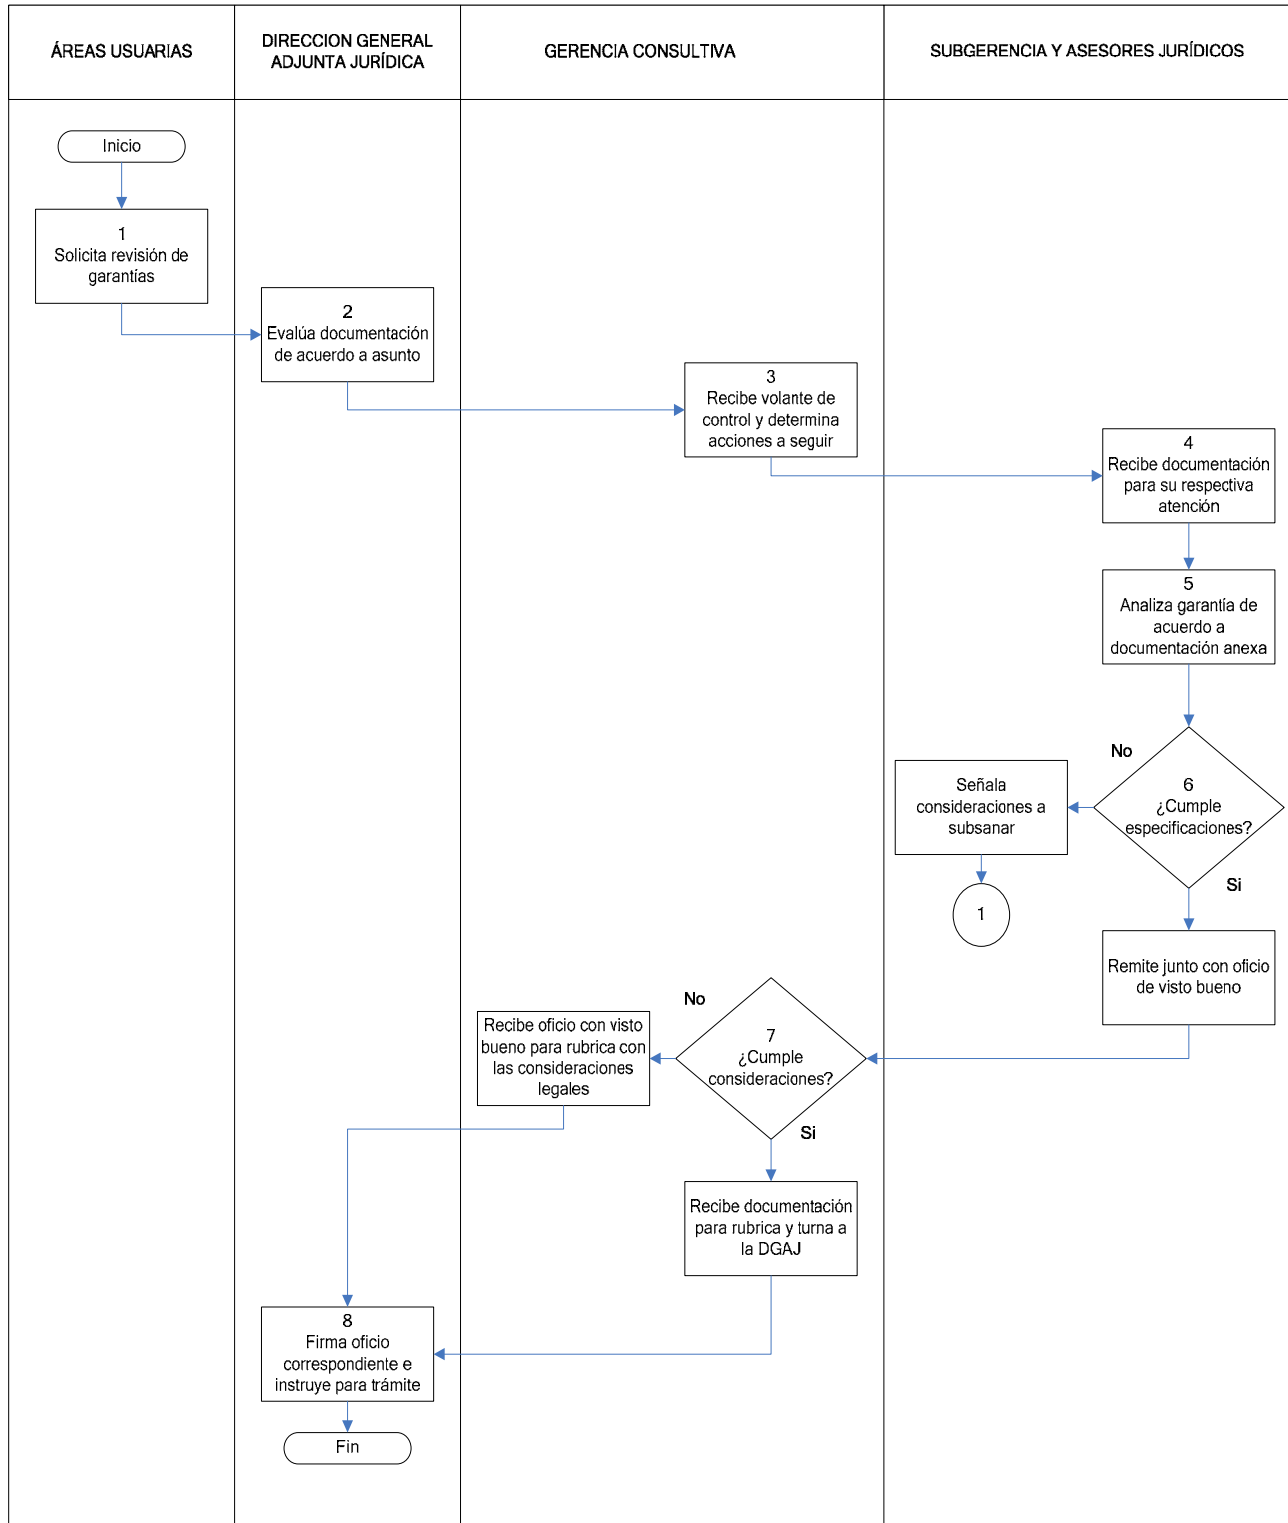 ÁREAS USUARIAS
DIRECCION GENERAL
ADJUNTA JURÍDICA
GERENCIA CONSULTIVA
SUBGERENCIA Y ASESORES JURÍDICOS
Inicio
1
Solicita revisión de
garantías
2
Evalúa documentación
de acuerdo a asunto
3
Recibe volante de
control y determina
acciones a seguir
4
Recibe documentación
para su respectiva
atención
5
Analiza garantía de
acuerdo a
documentación anexa
No
6
¿Cumple
especificaciones?
Si
Señala
consideraciones a
subsanar
1
Remite junto con oficio
de visto bueno
No
7
¿Cumple
consideraciones?
Si
Recibe oficio con visto
bueno para rubrica con
las consideraciones
legales
Recibe documentación
para rubrica y turna a
la DGAJ
8
Firma oficio
correspondiente e
instruye para trámite
Fin